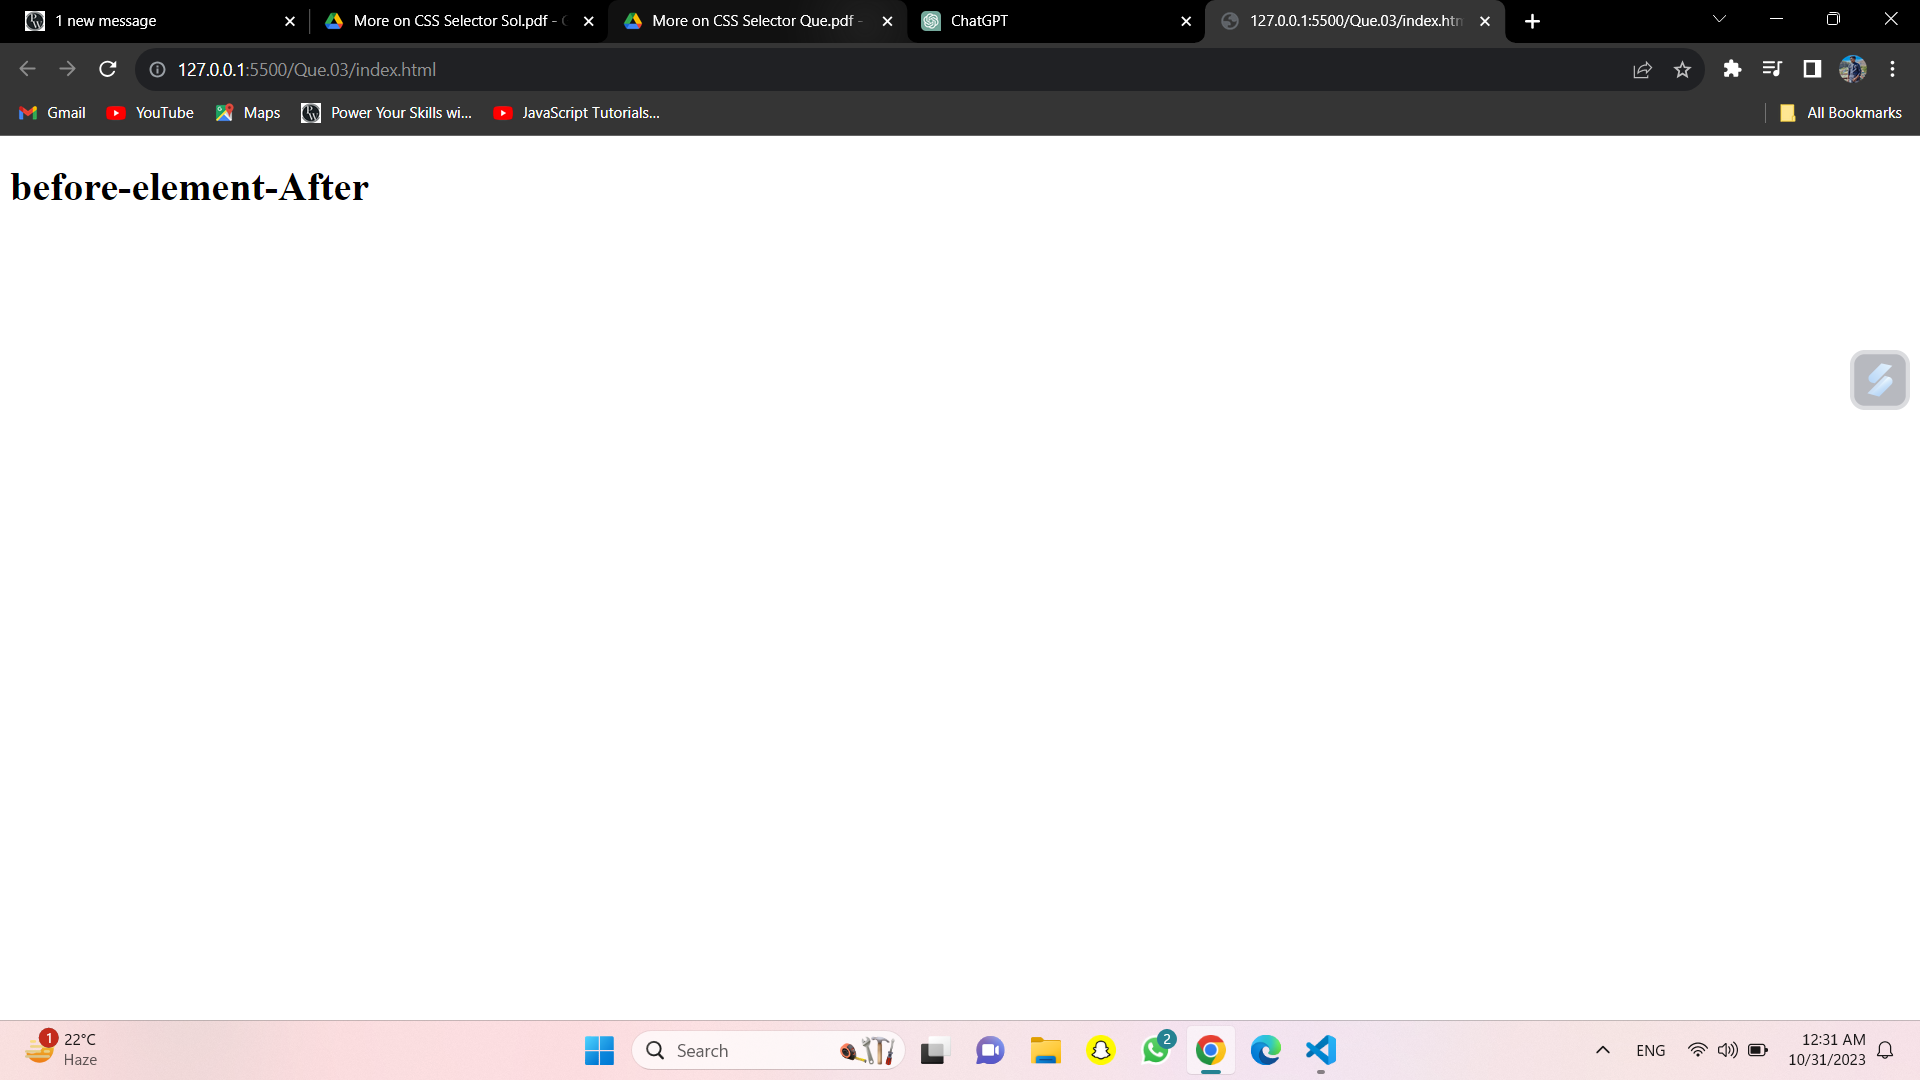 1 new message
More on CSS Selector Sol.pdf -
More on CSS Selector Que.pdf -
ChatGPT
127.0.0.1:5500/Que.03/index.htm
127.0.0.1:5500/Que.03/index.html
Gmail
YouTube
Maps
Power Your Skills wi...
JavaScript Tutorials...
All Bookmarks
before-element-After
1
22°C
Haze
Search
2
ENG
12:31 AM
10/31/2023